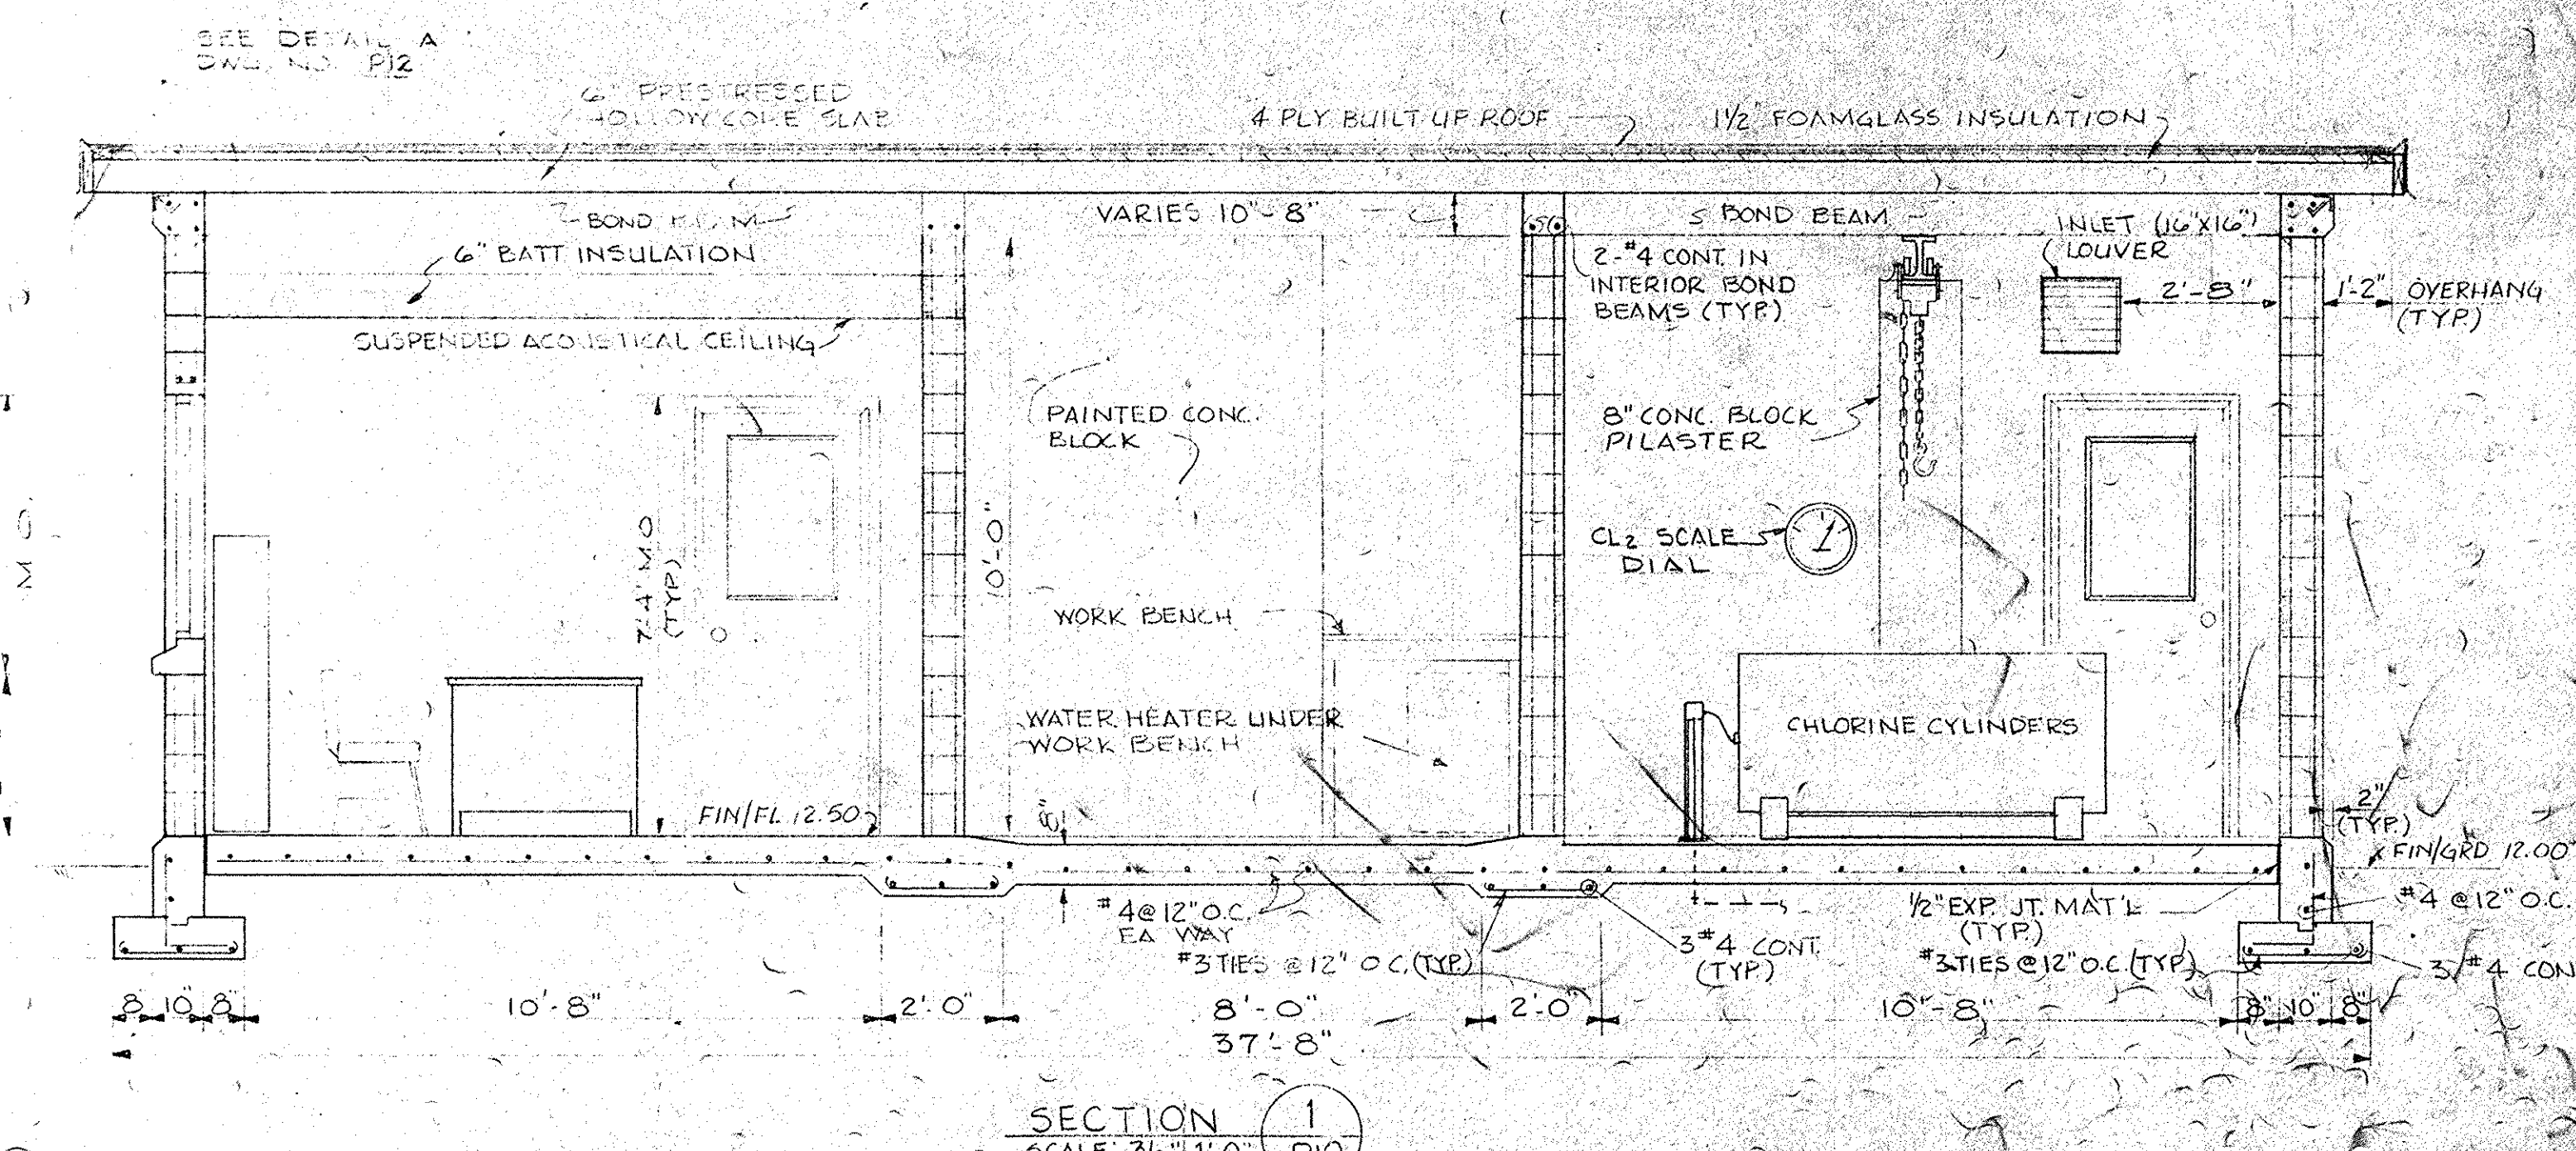 SEE DETAIL A
DWG. NO. P12
6" PRESTRESSED
HOLLOW CORE SLAB
4 PLY BUILT UP ROOF
1½" FOAMGLASS INSULATION
BOND
VARIES 10"-8"
BOND BEAM
6" BATT INSULATION
2-#4 CONT. IN
INTERIOR BOND
BEAMS (TYP.)
INLET (16"X16")
LOUVER
2'-8"
1'-2" OVERHANG
(TYP.)
SUSPENDED ACOUSTICAL CEILING
PAINTED CONC.
BLOCK
8" CONC. BLOCK
PILASTER
M.O.
7'-4" M.O
(TYP.)
10'-0"
CL2 SCALE
DIAL
1
WORK BENCH
WATER HEATER UNDER
WORK BENCH
CHLORINE CYLINDERS
FIN/FL 12.50
8"
2"
(TYP.)
FIN/GRD 12.00
#4@12" O.C.
EA WAY
#3 TIES @12" O.C. (TYP.)
3#4 CONT.
(TYP.)
½" EXP. JT. MAT'L
(TYP.)
#3 TIES @12" O.C. (TYP.)
#4 @12" O.C.
3/#4 CON
8" 10" 8"
10'-8"
2'-0"
8'-0"
2'-0"
10"-8"
8" 10" 8"
37'-8"
SECTION 1